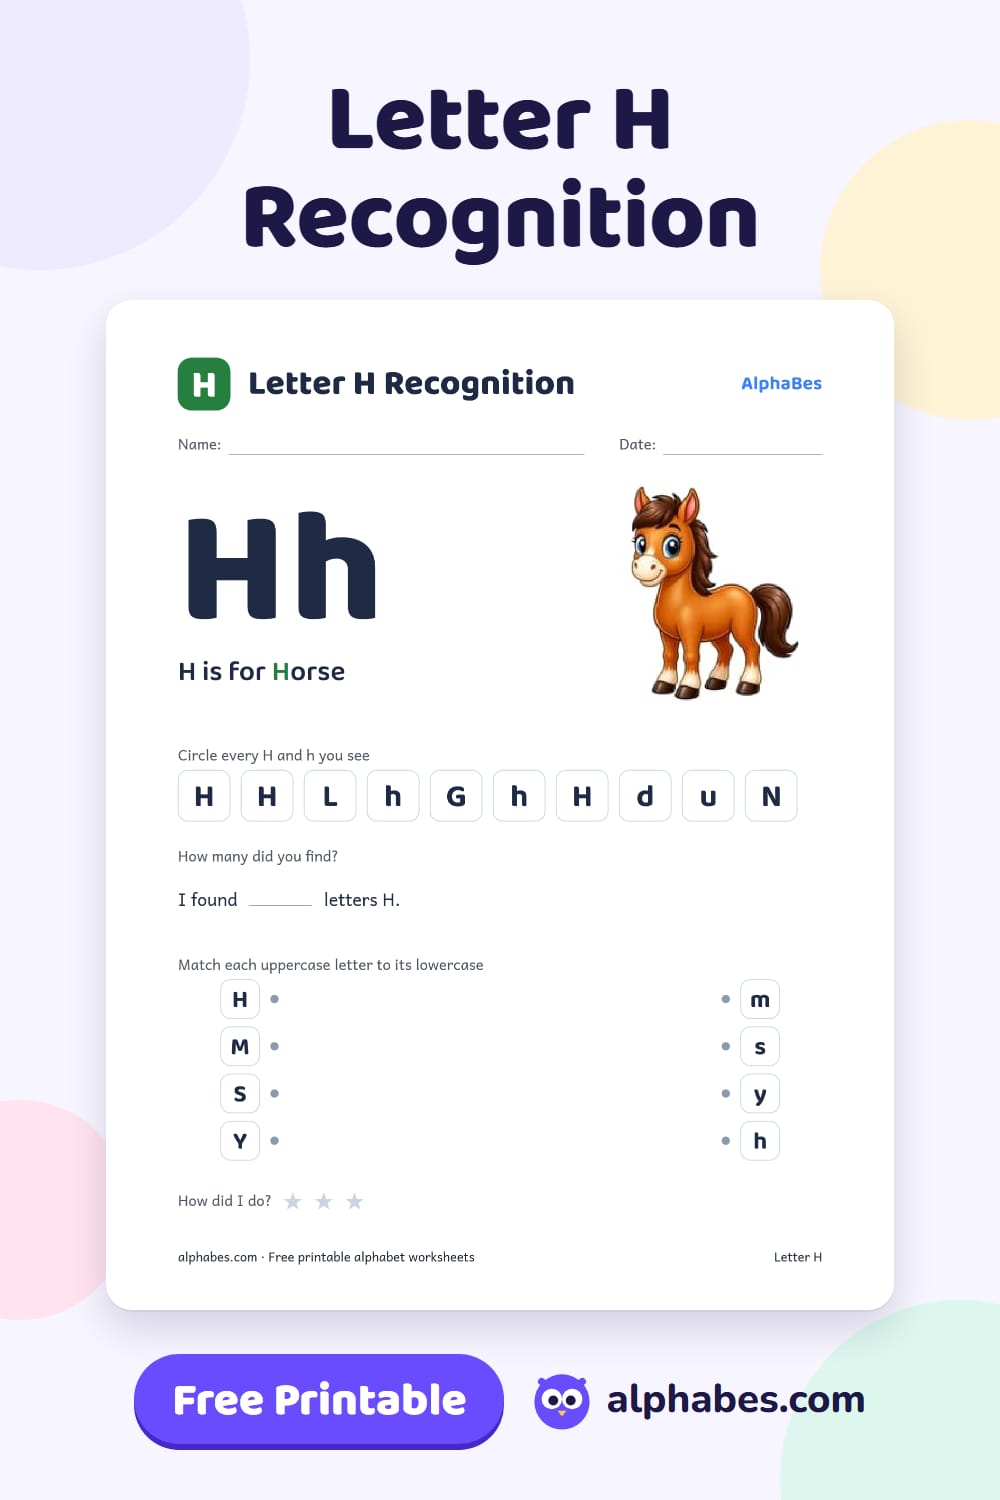 Letter H
Recognition
H Letter H Recognition AlphaBes
Name: Date:
Hh
H is for Horse
Circle every H and h you see
H H L h G h H d u N
How many did you find?
I found letters H.
Match each uppercase letter to its lowercase
H m
M s
S y
Y h
How did I do?
alphabes.com · Free printable alphabet worksheets Letter H
Free Printable alphabes.com